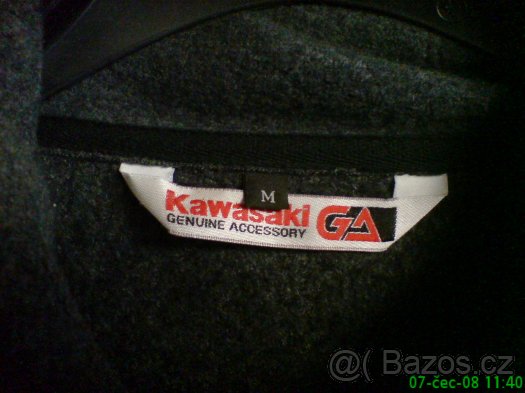 M
Kawasaki
GENUINE ACCESSORY
GA
@( Bazos.cz
07-čec-08 11:40